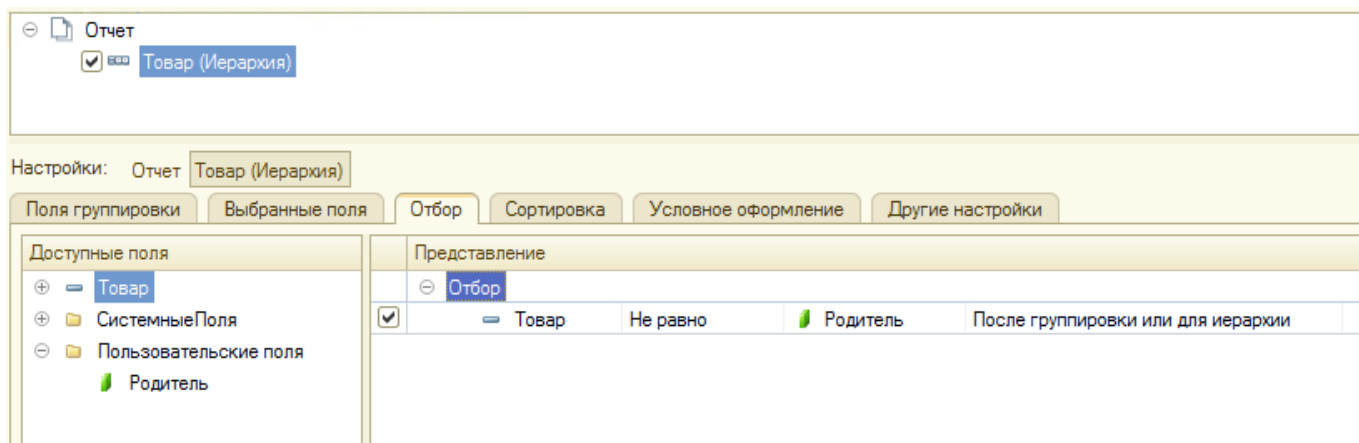 Отчет
Товар (Иерархия)
Настройки: Отчет Товар (Иерархия)
Поля группировки Выбранные поля Отбор Сортировка Условное оформление Другие настройки
Доступные поля Представление
Товар Отбор
СистемныеПоля Товар Не равно Родитель После группировки или для иерархии
Пользовательские поля
Родитель